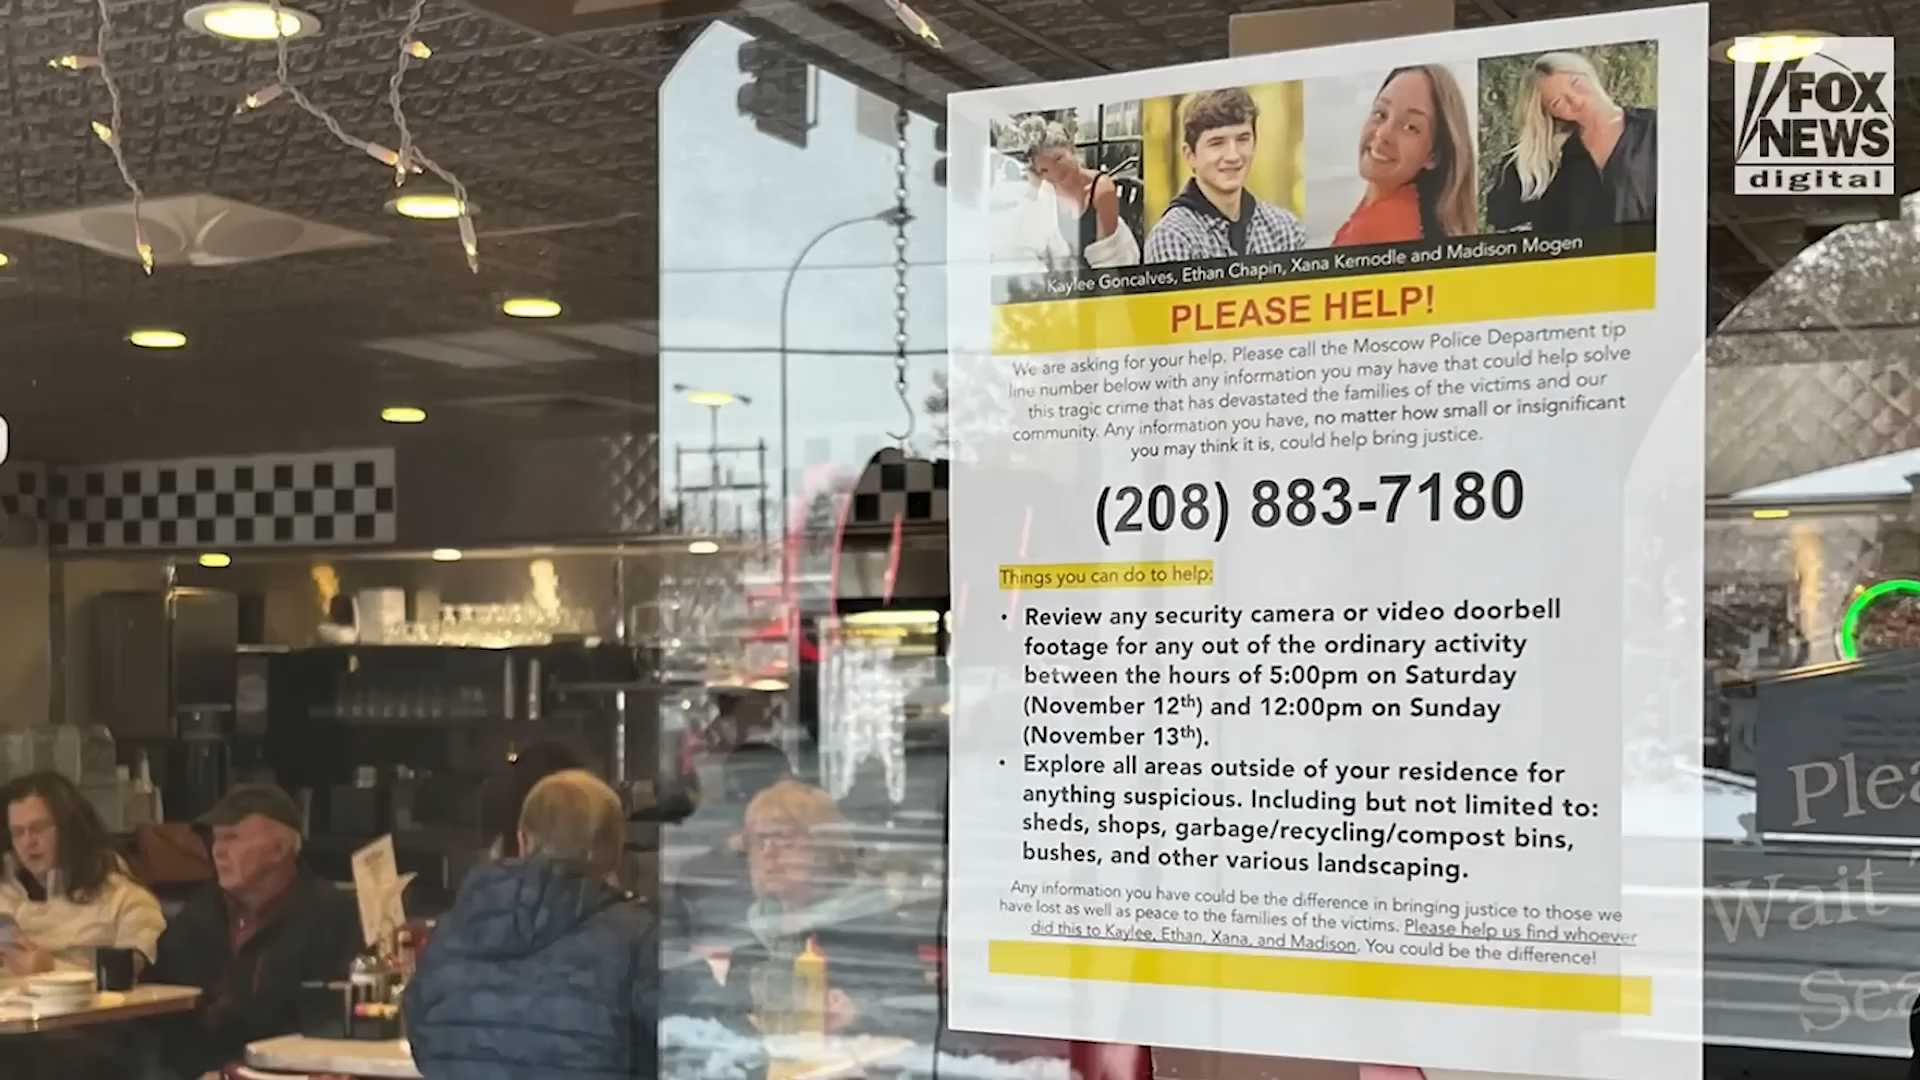 FOX
NEWS
digital
Kaylee Goncalves, Ethan Chapin, Xana Kernodle and Madison Mogen
PLEASE HELP!
We are asking for your help. Please call the Moscow Police Department tip
line number below with any information you may have that could help solve
this tragic crime that has devastated the families of the victims and our
community. Any information you have, no matter how small or insignificant
you may think it is, could help bring justice.
(208) 883-7180
Things you can do to help:
• Review any security camera or video doorbell
footage for any out of the ordinary activity
between the hours of 5:00pm on Saturday
(November 12th) and 12:00pm on Sunday
(November 13th).
• Explore all areas outside of your residence for
anything suspicious. Including but not limited to:
sheds, shops, garbage/recycling/compost bins,
bushes, and other various landscaping.
Any information you have could be the difference in bringing justice to those we
have lost as well as peace to the families of the victims. Please help us find whoever
did this to Kaylee, Ethan, Xana, and Madison. You could be the difference!
Plea
Wait
Sea